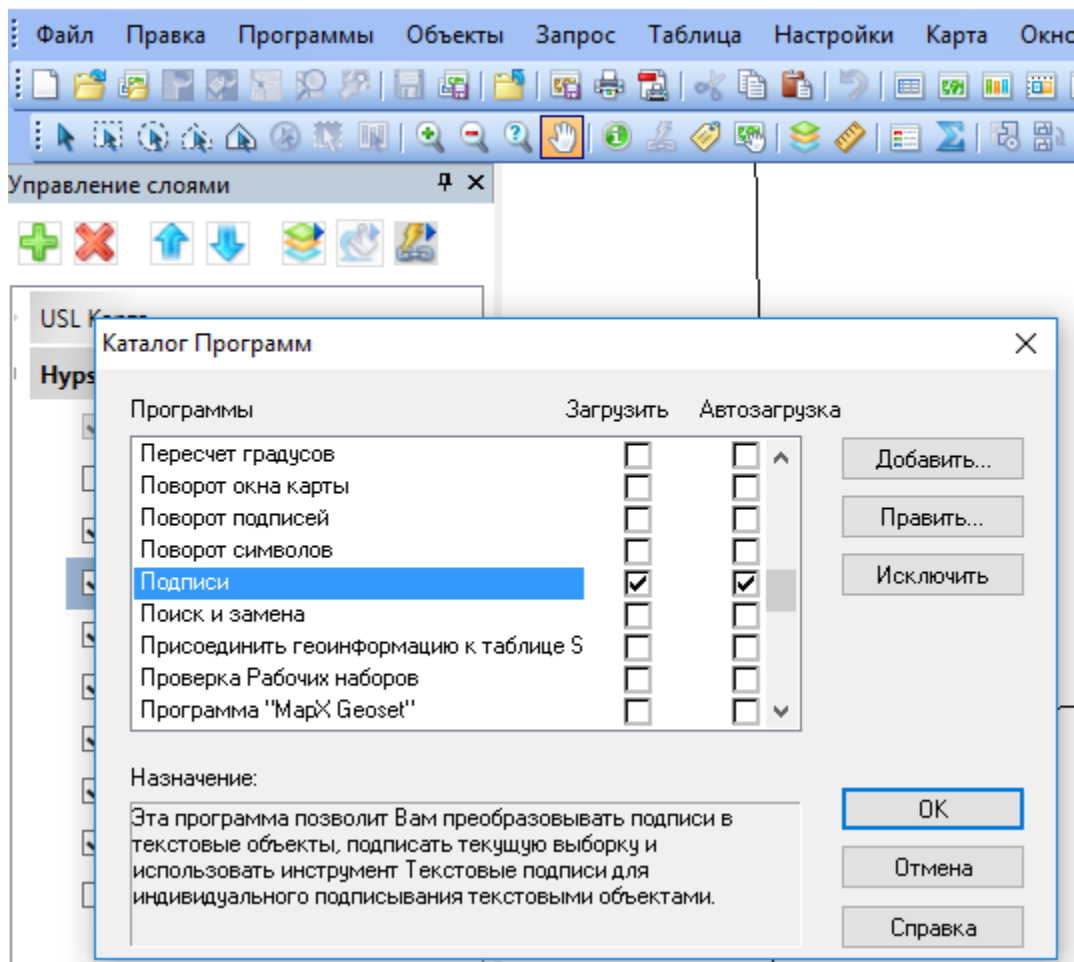 Файл Правка Программы Объекты Запрос Таблица Настройки Карта Окно
Управление слоями
USL
Каталог Программ
Hyps
Программы Загрузить Автозагрузка
Пересчет градусов
Добавить...
Поворот окна карты
Поворот подписей
Править...
Поворот символов
Подписи
Исключить
Поиск и замена
Присоединить геоинформацию к таблице S
Проверка Рабочих наборов
Программа "MapX Geoset"
Назначение:
Эта программа позволит Вам преобразовывать подписи в
текстовые объекты, подписать текущую выборку и
использовать инструмент Текстовые подписи для
индивидуального подписывания текстовыми объектами.
OK
Отмена
Справка